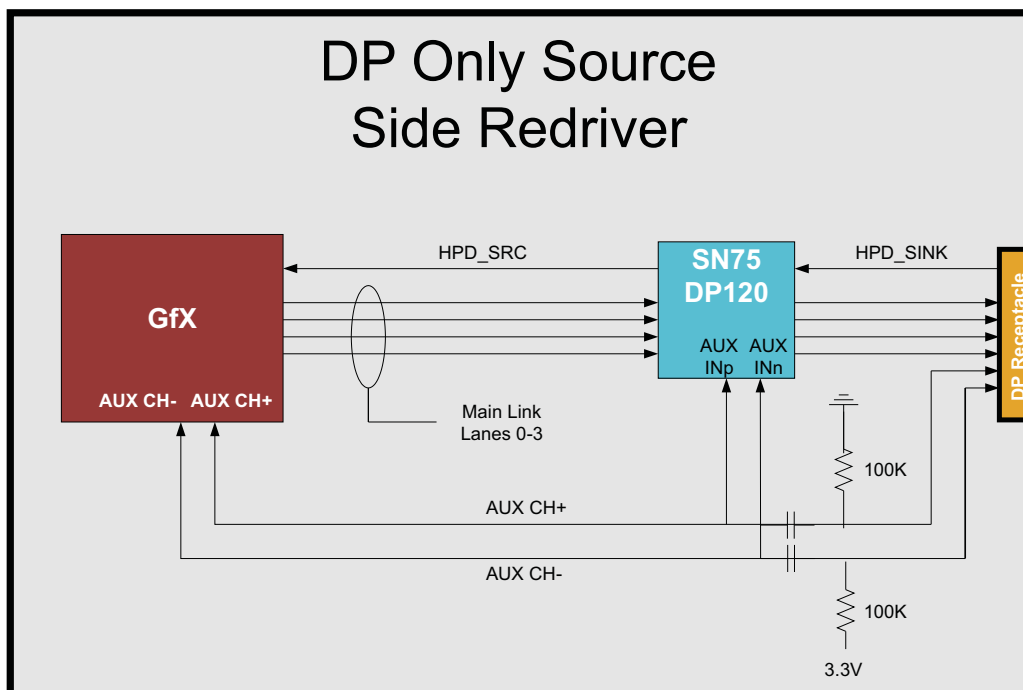 DP Only Source
Side Redriver
HPD_SRC
SN75
DP120
HPD_SINK
GfX
AUX AUX
INp INn
DP Receptacle
AUX CH- AUX CH+
Main Link
Lanes 0-3
100K
AUX CH+
AUX CH-
100K
3.3V